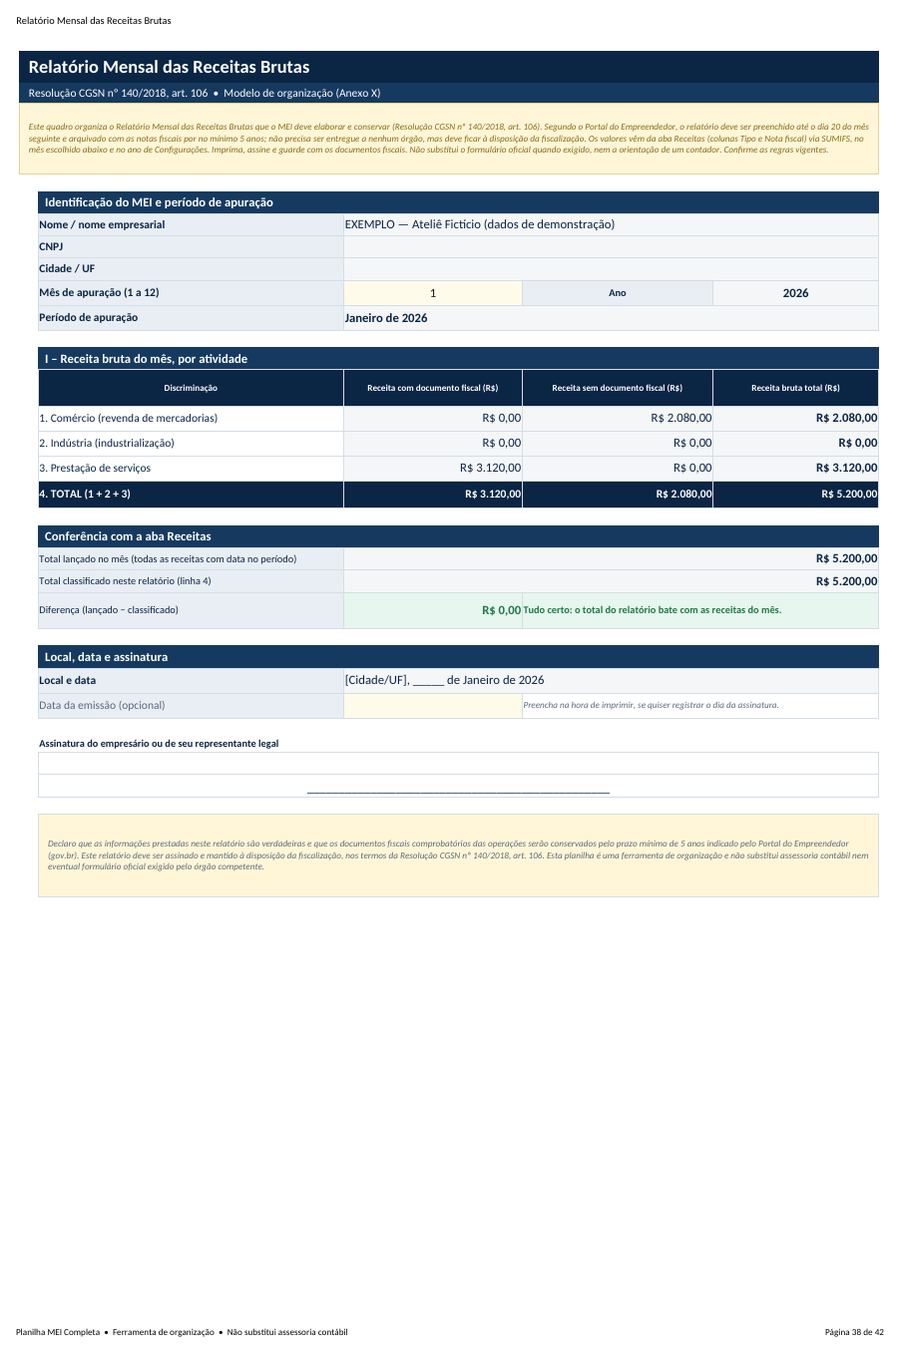 Relatório Mensal das Receitas Brutas
Relatório Mensal das Receitas Brutas
Resolução CGSN nº 140/2018, art. 106 • Modelo de organização (Anexo X)
Este quadro organiza o Relatório Mensal das Receitas Brutas que o MEI deve elaborar e conservar (Resolução CGSN nº 140/2018, art. 106). Segundo o Portal do Empreendedor, o relatório deve ser preenchido até o dia 20 do mês
seguinte e arquivado com as notas fiscais por no mínimo 5 anos; não precisa ser entregue a nenhum órgão, mas deve ficar à disposição da fiscalização. Os valores vêm da aba Receitas (colunas Tipo e Nota fiscal) via SUMIFS, no
mês escolhido abaixo e no ano de Configurações. Imprima, assine e guarde com os documentos fiscais. Não substitui o formulário oficial quando exigido, nem a orientação de um contador. Confirme as regras vigentes.
Identificação do MEI e período de apuração
Nome / nome empresarial EXEMPLO — Ateliê Fictício (dados de demonstração)
CNPJ
Cidade / UF
Mês de apuração (1 a 12) 1 Ano 2026
Período de apuração Janeiro de 2026
I – Receita bruta do mês, por atividade
Discriminação Receita com documento fiscal (R$) Receita sem documento fiscal (R$) Receita bruta total (R$)
1. Comércio (revenda de mercadorias) R$ 0,00 R$ 2.080,00 R$ 2.080,00
2. Indústria (industrialização) R$ 0,00 R$ 0,00 R$ 0,00
3. Prestação de serviços R$ 3.120,00 R$ 0,00 R$ 3.120,00
4. TOTAL (1 + 2 + 3) R$ 3.120,00 R$ 2.080,00 R$ 5.200,00
Conferência com a aba Receitas
Total lançado no mês (todas as receitas com data no período) R$ 5.200,00
Total classificado neste relatório (linha 4) R$ 5.200,00
Diferença (lançado − classificado) R$ 0,00 Tudo certo: o total do relatório bate com as receitas do mês.
Local, data e assinatura
Local e data [Cidade/UF], _____ de Janeiro de 2026
Data da emissão (opcional) Preencha na hora de imprimir, se quiser registrar o dia da assinatura.
Assinatura do empresário ou de seu representante legal
________________________________________________
Declaro que as informações prestadas neste relatório são verdadeiras e que os documentos fiscais comprobatórios das operações serão conservados pelo prazo mínimo de 5 anos indicado pelo Portal do Empreendedor
(gov.br). Este relatório deve ser assinado e mantido à disposição da fiscalização, nos termos da Resolução CGSN nº 140/2018, art. 106. Esta planilha é uma ferramenta de organização e não substitui assessoria contábil nem
eventual formulário oficial exigido pelo órgão competente.
Planilha MEI Completa • Ferramenta de organização • Não substitui assessoria contábil Página 38 de 42